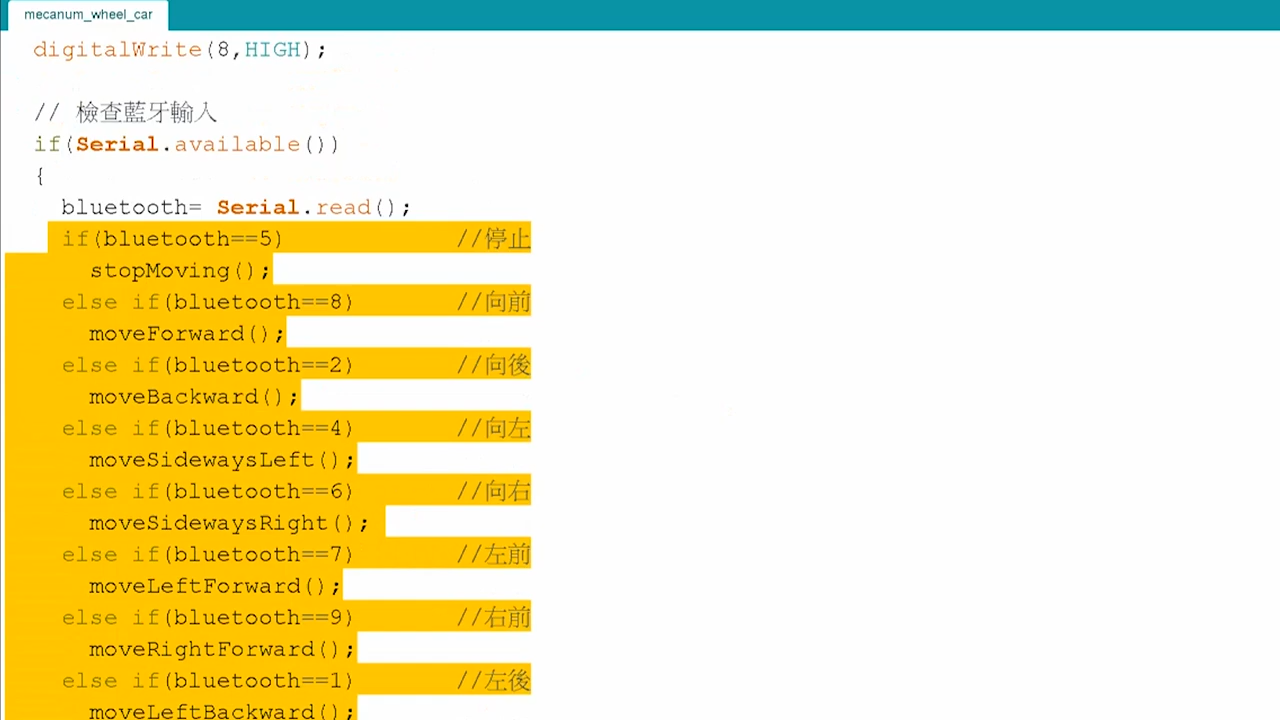 mecanum_wheel_car
digitalWrite(8,HIGH);
// 檢查藍牙輸入
if(Serial.available())
{
bluetooth= Serial.read();
if(bluetooth==5) //停止
stopMoving();
else if(bluetooth==8) //向前
moveForward();
else if(bluetooth==2) //向後
moveBackward();
else if(bluetooth==4) //向左
moveSidewaysLeft();
else if(bluetooth==6) //向右
moveSidewaysRight();
else if(bluetooth==7) //左前
moveLeftForward();
else if(bluetooth==9) //右前
moveRightForward();
else if(bluetooth==1) //左後
moveLeftBackward();